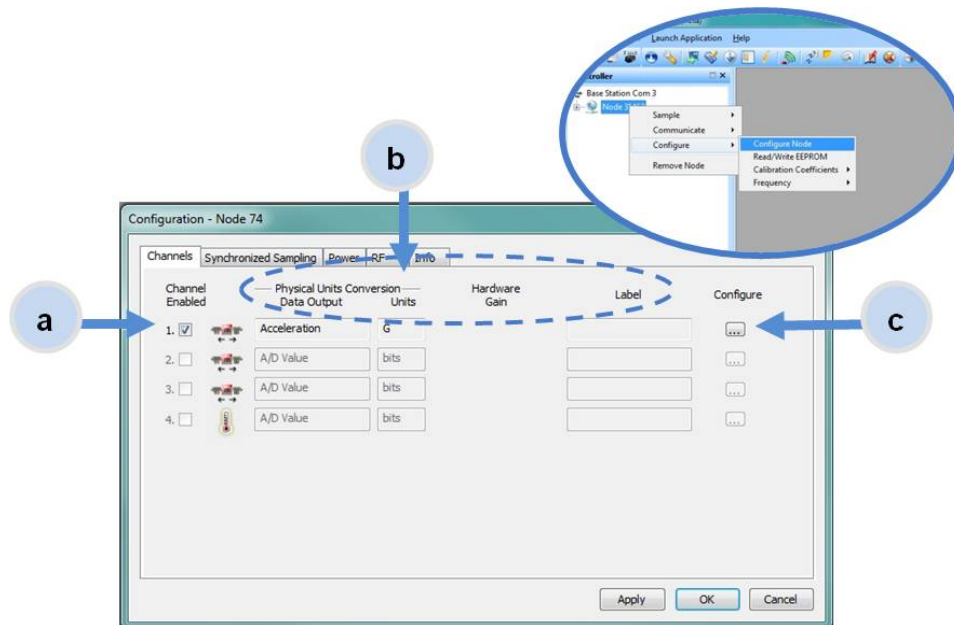 Launch Application Help
Base Station Com 3
Node
Sample
Communicate
Configure
Remove Node
Configure Node
Read/Write EEPROM
Calibration Coefficients
Frequency
b
Configuration - Node 74
Channels Synchronized Sampling Power RF Info
Channel Enabled
Physical Units Conversion
Data Output Units
Hardware Gain
Label
Configure
a
c
1. Acceleration G ...
2. A/D Value bits ...
3. A/D Value bits ...
4. A/D Value bits ...
Apply OK Cancel